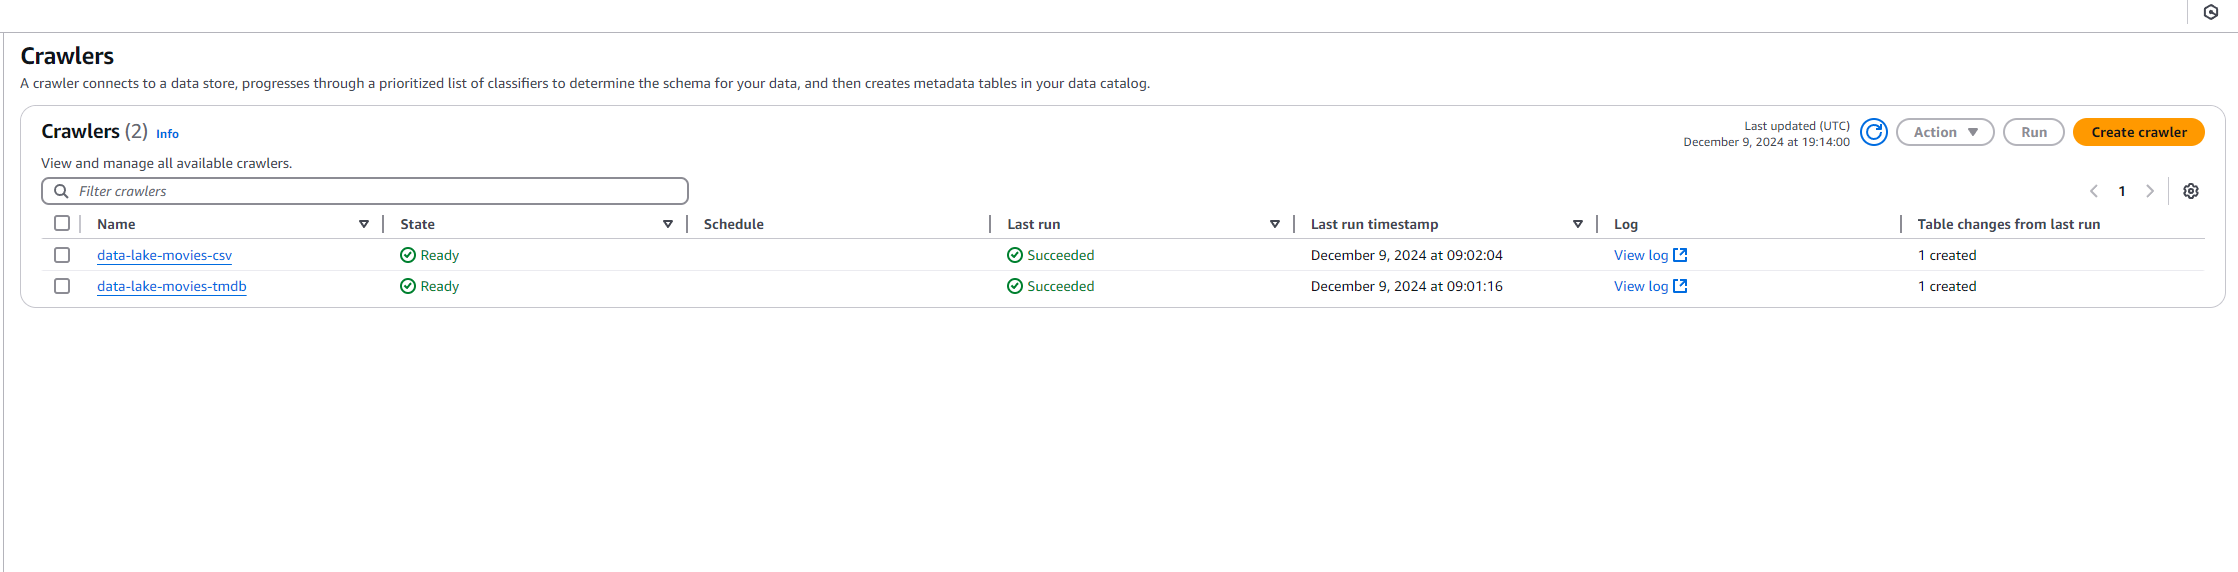 Crawlers
A crawler connects to a data store, progresses through a prioritized list of classifiers to determine the schema for your data, and then creates metadata tables in your data catalog.
Crawlers (2) Info
Last updated (UTC)
December 9, 2024 at 19:14:00
Action
Run
Create crawler
View and manage all available crawlers.
Filter crawlers
1
Name State Schedule Last run Last run timestamp Log Table changes from last run
data-lake-movies-csv Ready Succeeded December 9, 2024 at 09:02:04 View log 1 created
data-lake-movies-tmdb Ready Succeeded December 9, 2024 at 09:01:16 View log 1 created